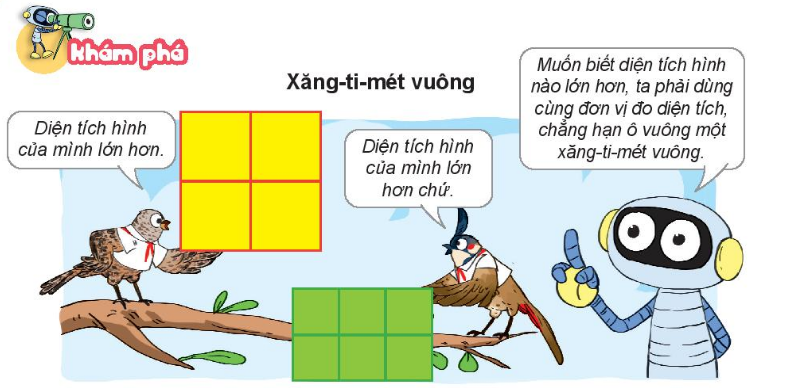 khám phá
Xăng-ti-mét vuông
Diện tích hình
của mình lớn hơn.
Diện tích hình
của mình lớn
hơn chứ.
Muốn biết diện tích hình
nào lớn hơn, ta phải dùng
cùng đơn vị đo diện tích,
chẳng hạn ô vuông một
xăng-ti-mét vuông.